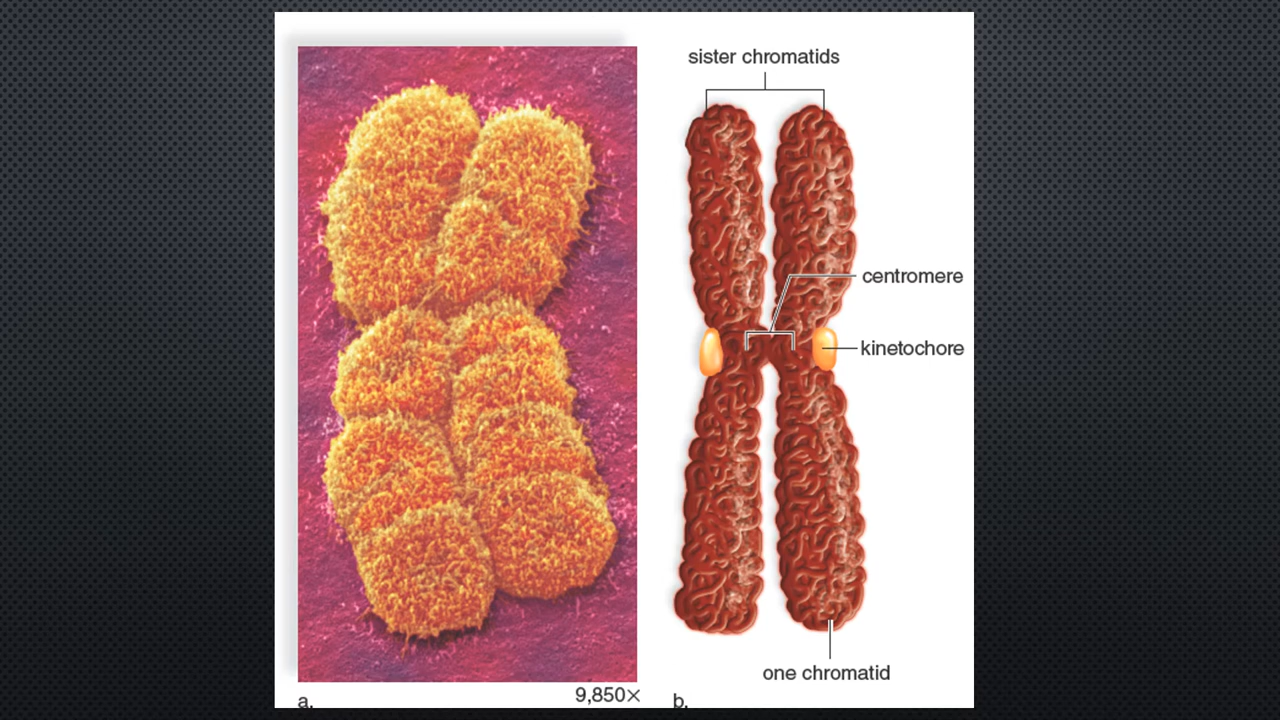 sister chromatids
centromere
kinetochore
one chromatid
9,850×
a.
b.